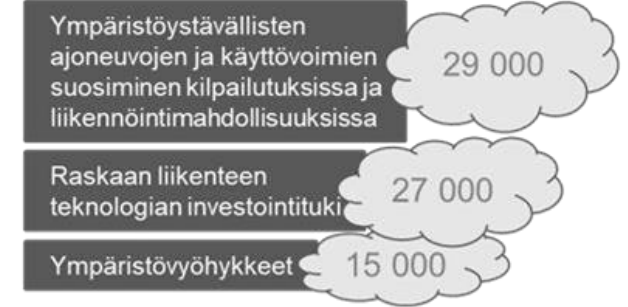 Ympäristöystävällisten
ajoneuvojen ja käyttövoimien
suosiminen kilpailutuksissa ja
liikennöintimahdollisuuksissa
29 000
Raskaan liikenteen
teknologian investointituki
27 000
Ympäristövyöhykkeet
15 000